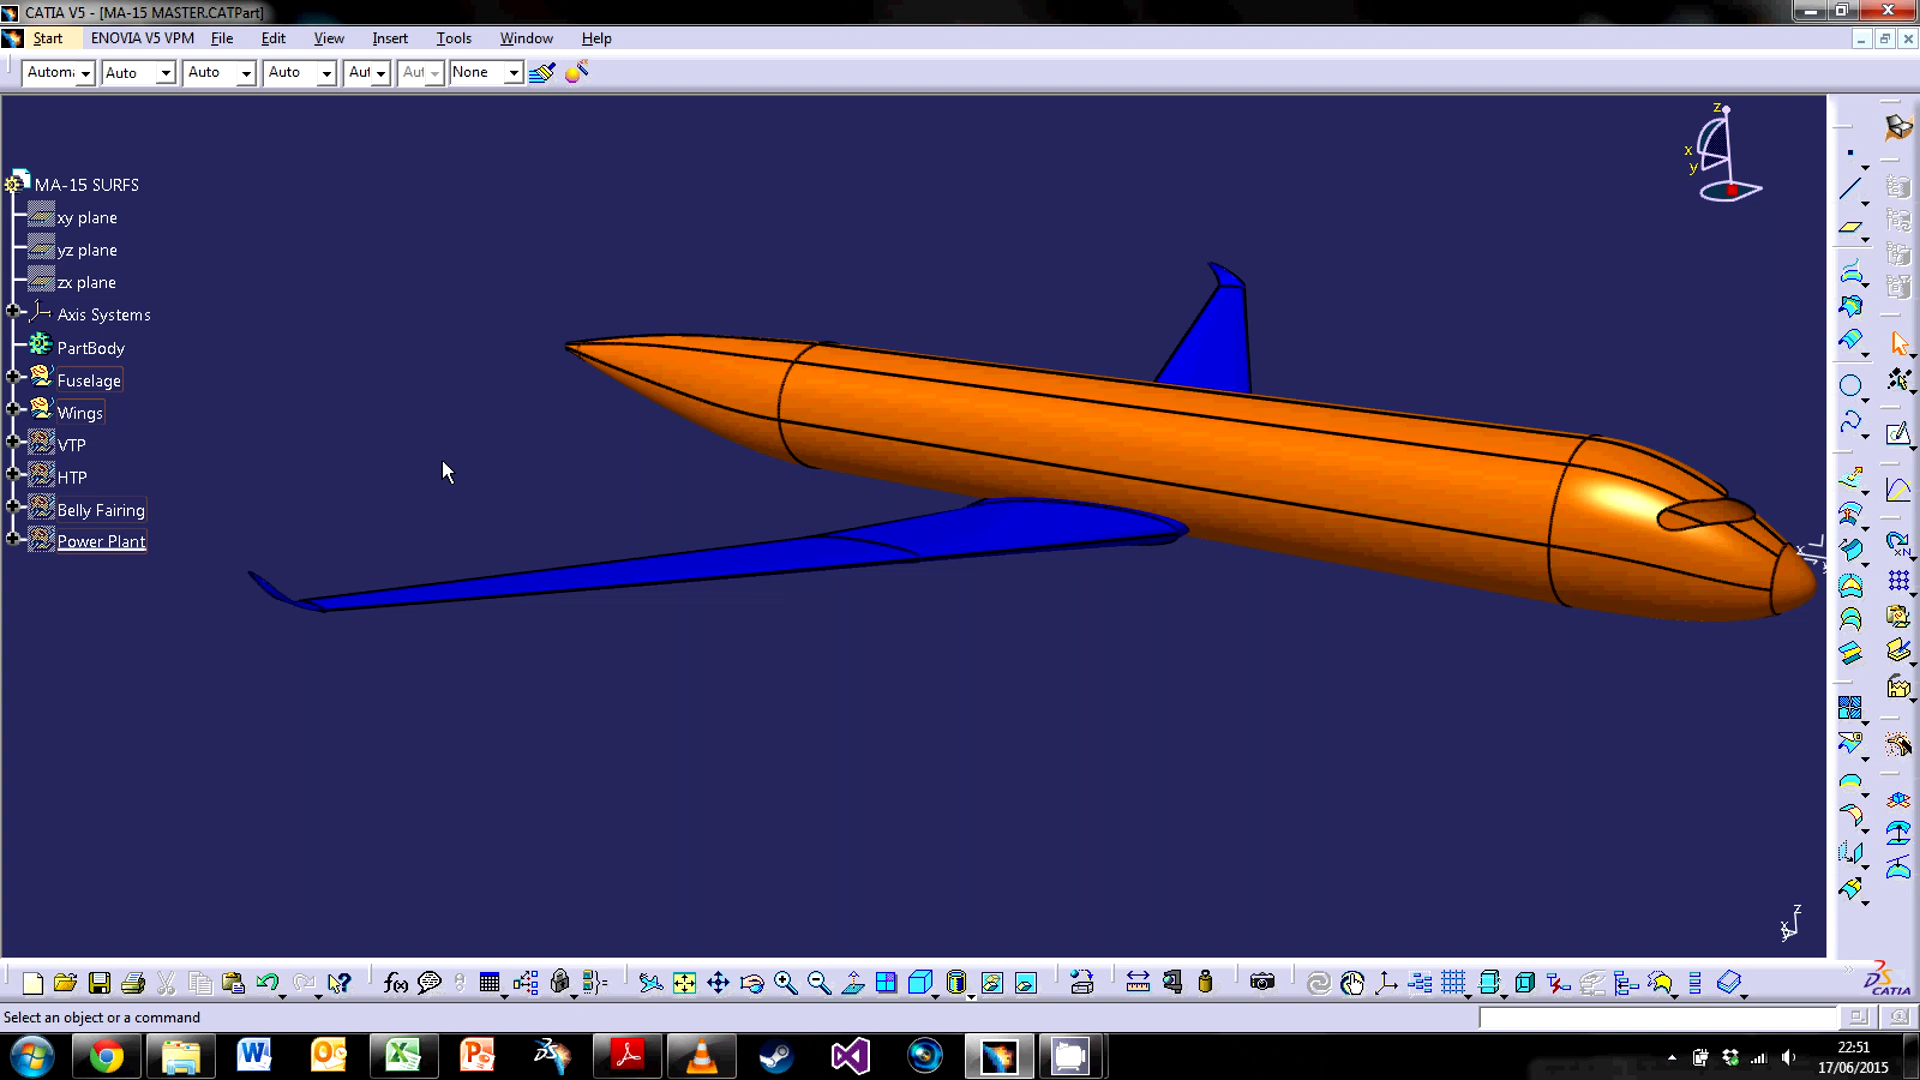 CATIA V5 - [MA-15 MASTER.CATPart]
Start ENOVIA V5 VPM File Edit View Insert Tools Window Help
Auto Auto Auto Aut Aut None
z
x
y
MA-15 SURFS
xy plane
yz plane
zx plane
Axis Systems
PartBody
Fuselage
Wings
VTP
HTP
Belly Fairing
Power Plant
x
y
z
x
y
f(x)
CATIA
Select an object or a command
22:51
17/06/2015